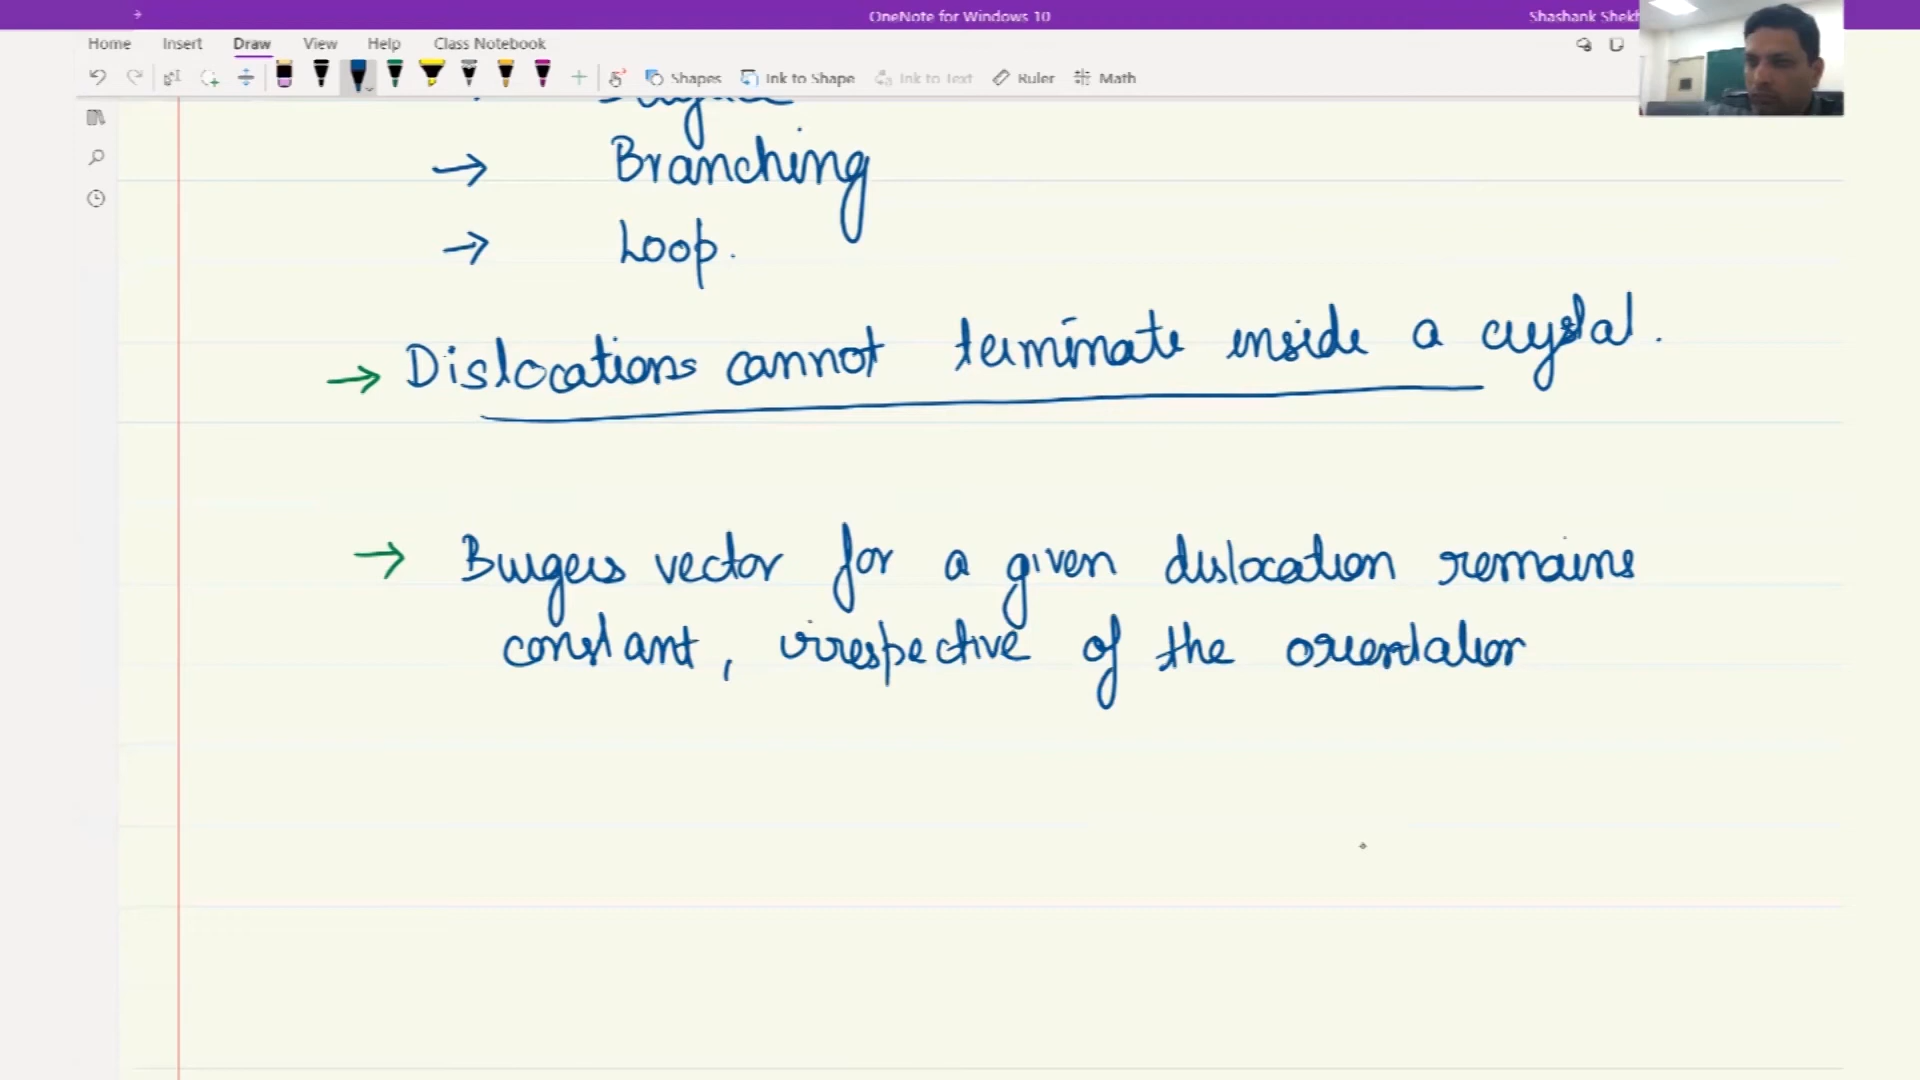 OneNote for Windows 10
Shashank Shekh
Home Insert Draw View Help Class Notebook
Shapes Ink to Shape Ink to Text Ruler Math
→ Branching
→ Loop.
→ Dislocations cannot terminate inside a crystal.
→ Burgers vector for a given dislocation remains
constant, irrespective of the orientation